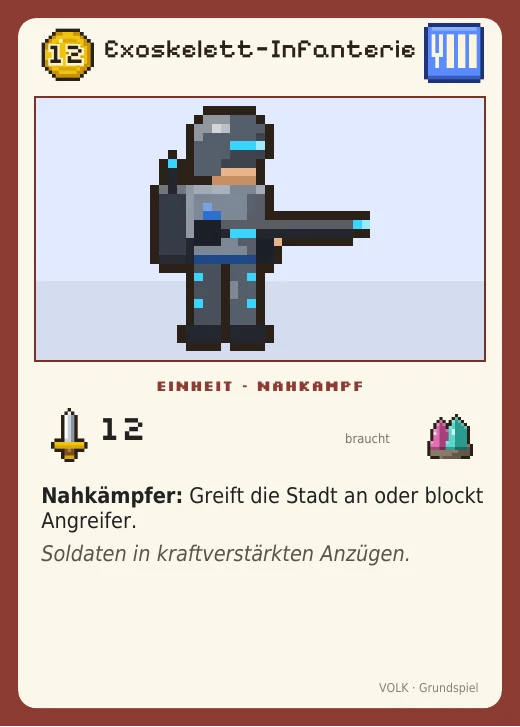 12 Exoskelett-Infanterie VIIII
EINHEIT - NAHKAMPF
12 braucht
Nahkämpfer: Greift die Stadt an oder blockt
Angreifer.
Soldaten in kraftverstärkten Anzügen.
VOLK · Grundspiel